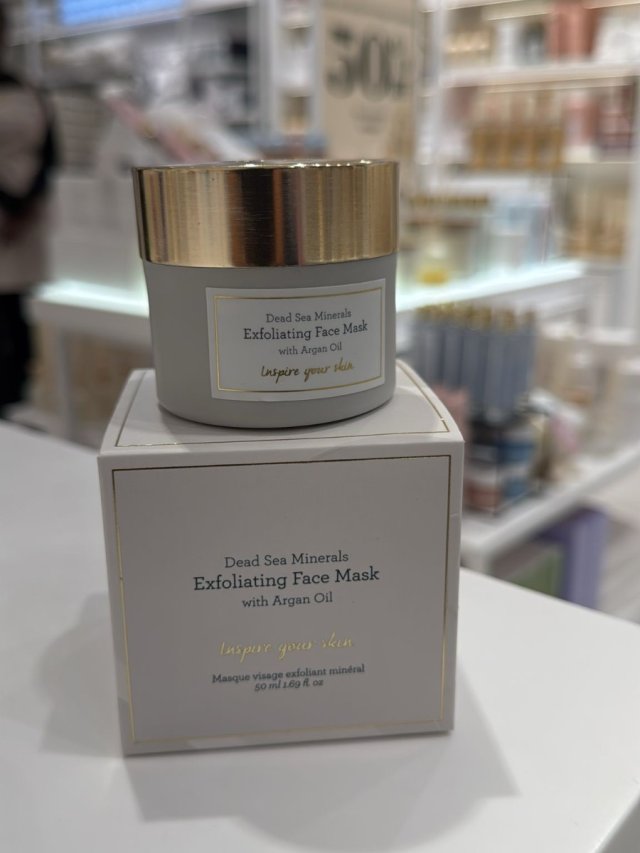 Dead Sea Minerals
Exfoliating Face Mask
with Argan Oil
Inspire your skin
Dead Sea Minerals
Exfoliating Face Mask
with Argan Oil
Inspire your skin
Masque visage exfoliant minéral
50 ml 1.69 fl. oz